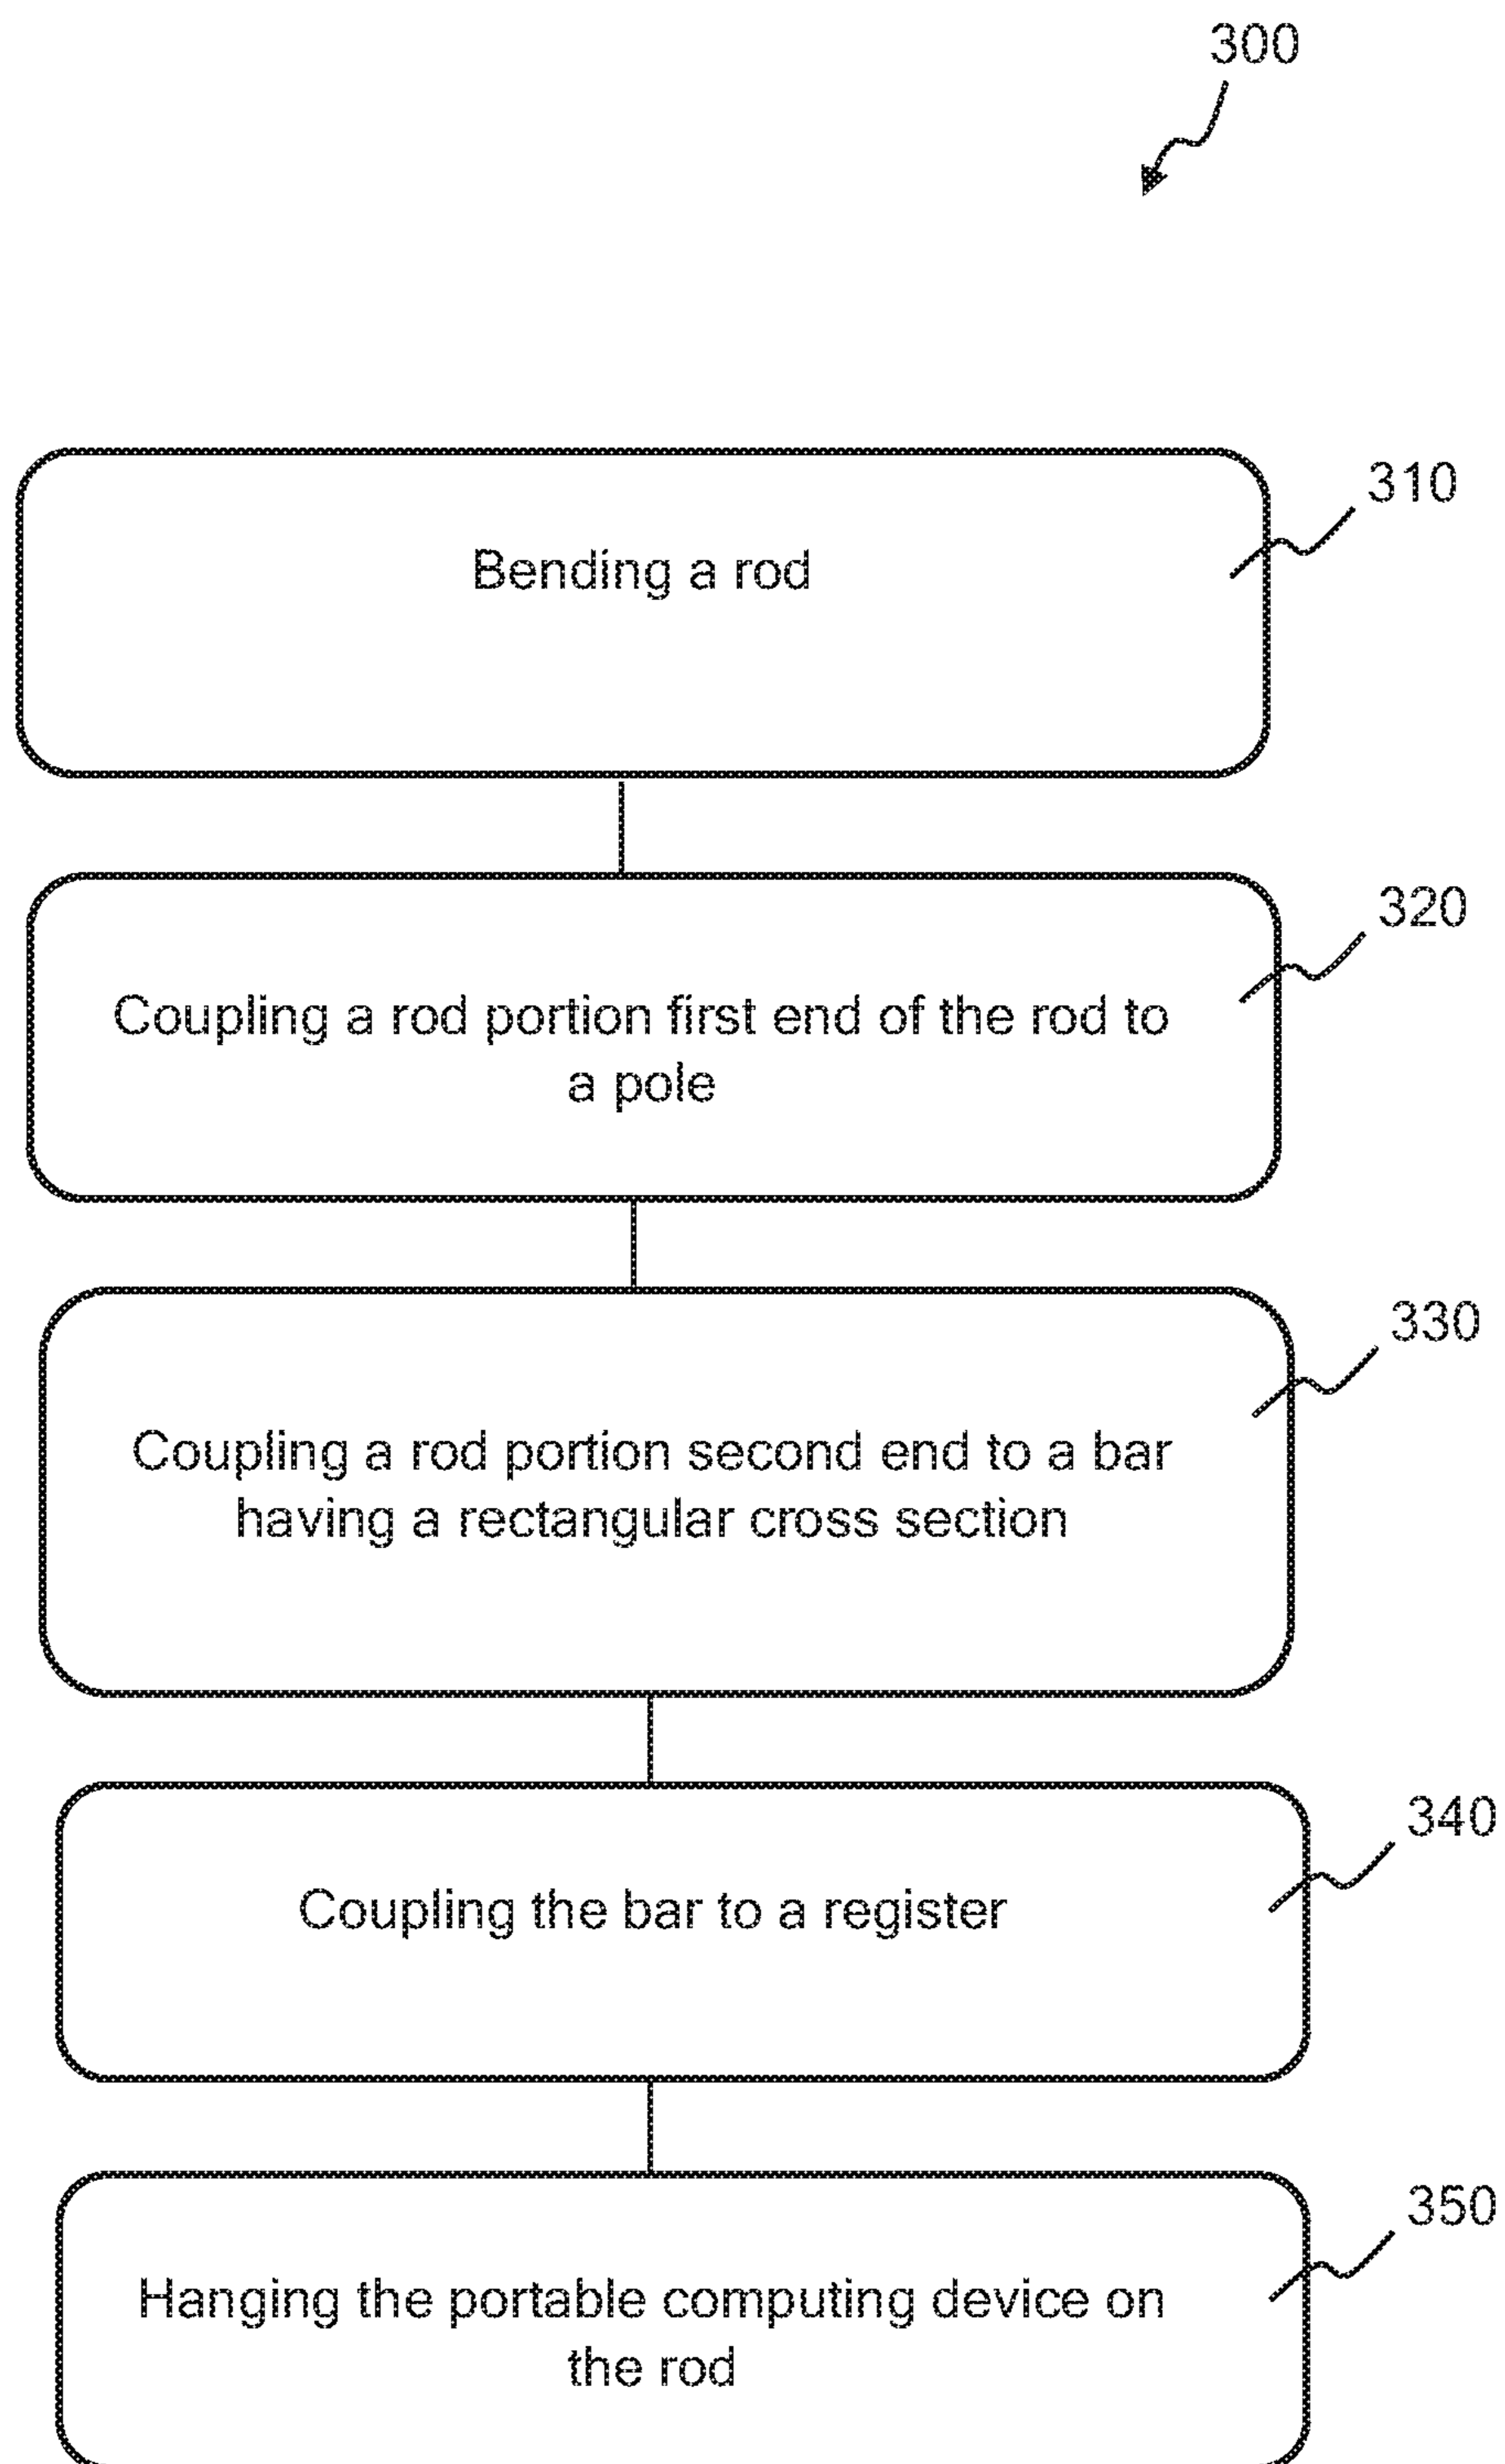 300
310
Bending a rod
320
Coupling a rod portion first end of the rod to
a pole
330
Coupling a rod portion second end to a bar
having a rectangular cross section
340
Coupling the bar to a register
350
Hanging the portable computing device on
the rod